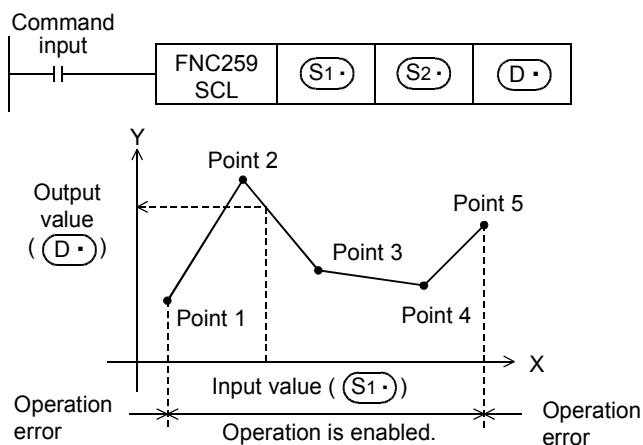 Command
input
FNC259
SCL
S1・
S2・
D・
Y
Point 2
Output
value
( D・ )
Point 5
Point 3
Point 1
Point 4
X
Input value ( S1・ )
Operation
error
Operation is enabled.
Operation
error